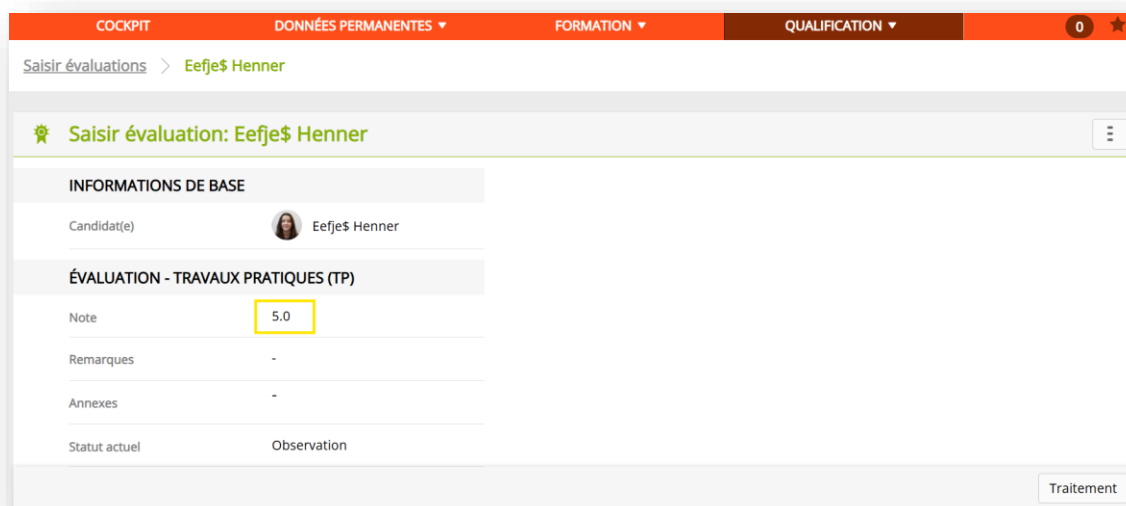 COCKPIT DONNÉES PERMANENTES ▼ FORMATION ▼ QUALIFICATION ▼ 0
Saisir évaluations > Eefje$ Henner
Saisir évaluation: Eefje$ Henner
INFORMATIONS DE BASE
Candidat(e) Eefje$ Henner
ÉVALUATION - TRAVAUX PRATIQUES (TP)
Note 5.0
Remarques -
Annexes -
Statut actuel Observation
Traitement